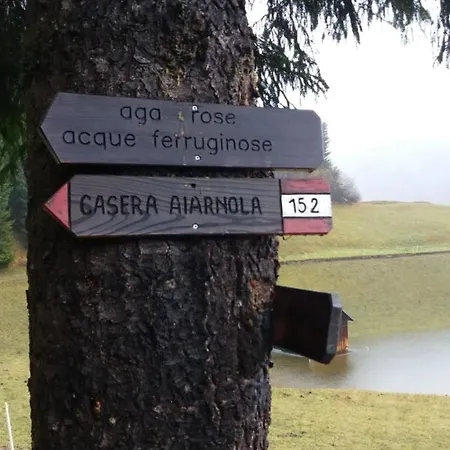 aga rose
acque ferruginose
CASERA AIARNOLA 152